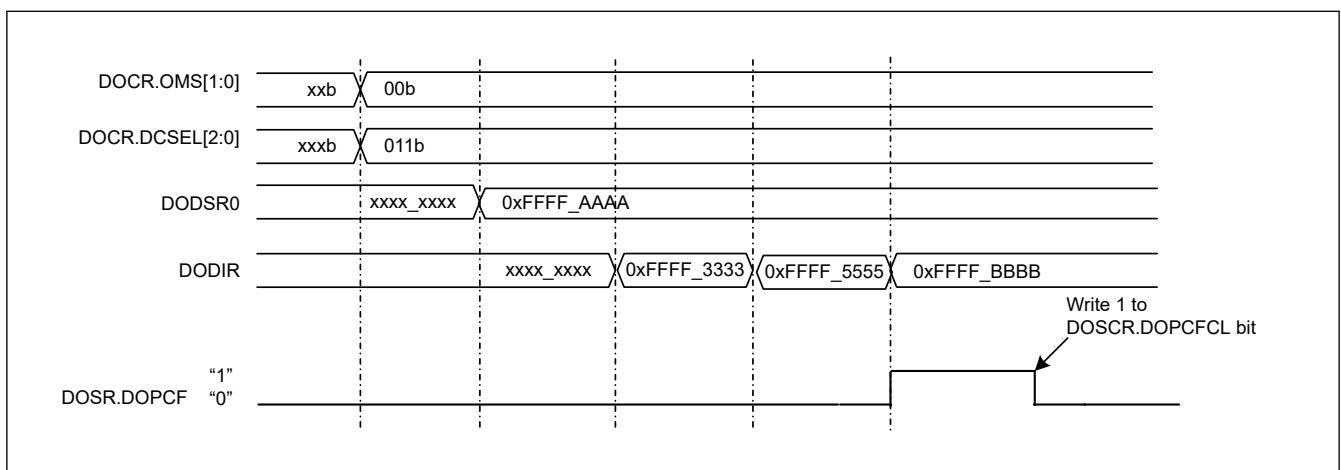 DOCR.OMS[1:0] xxb 00b
DOCR.DCSEL[2:0] xxxb 011b
DODSR0 xxxx_xxxx 0xFFFF_AAAA
DODIR xxxx_xxxx 0xFFFF_3333 0xFFFF_5555 0xFFFF_BBBB
Write 1 to
DOSCR.DOPCFCL bit
“1”
DOSR.DOPCF “0”